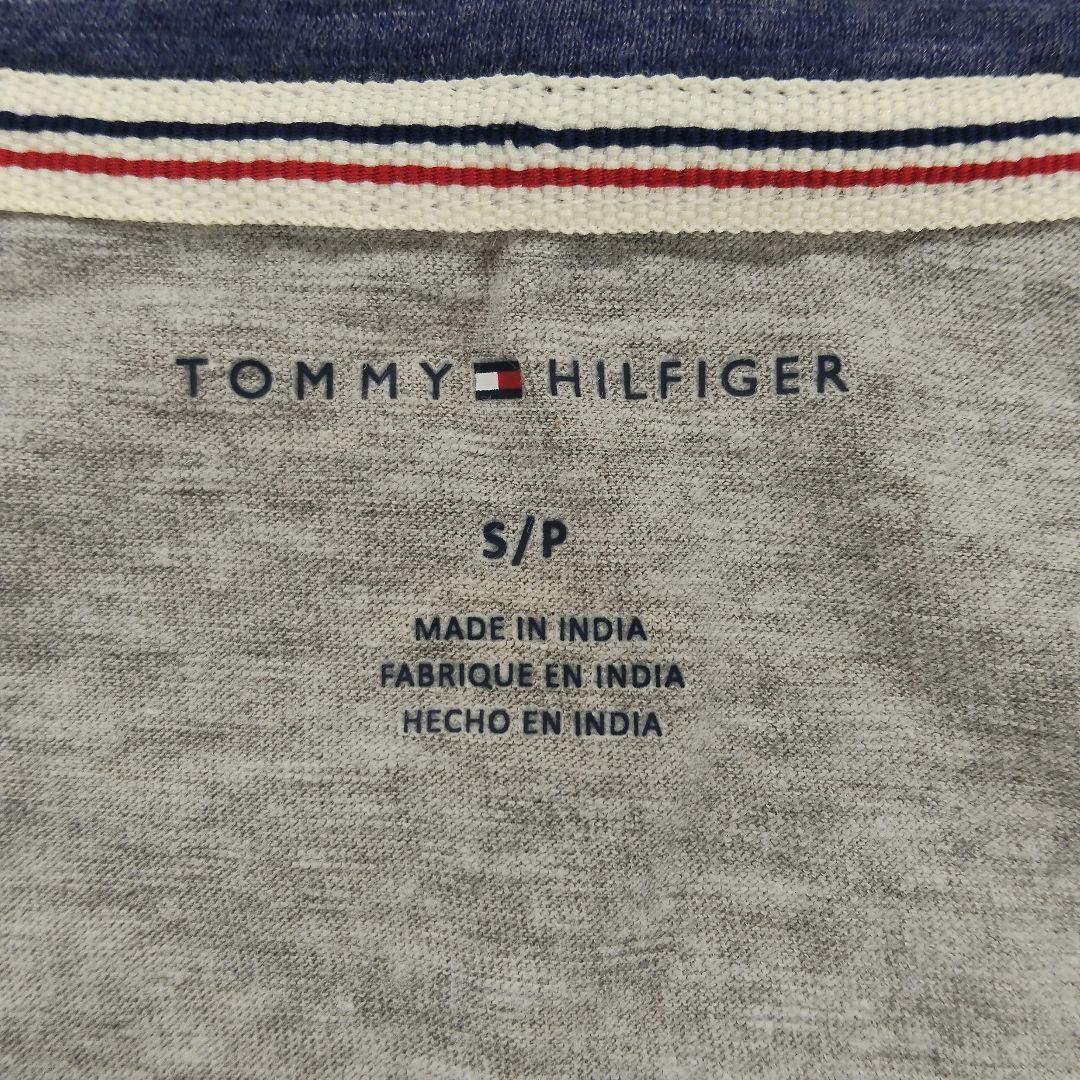 TOMMY HILFIGER
S/P
MADE IN INDIA
FABRIQUE EN INDIA
HECHO EN INDIA